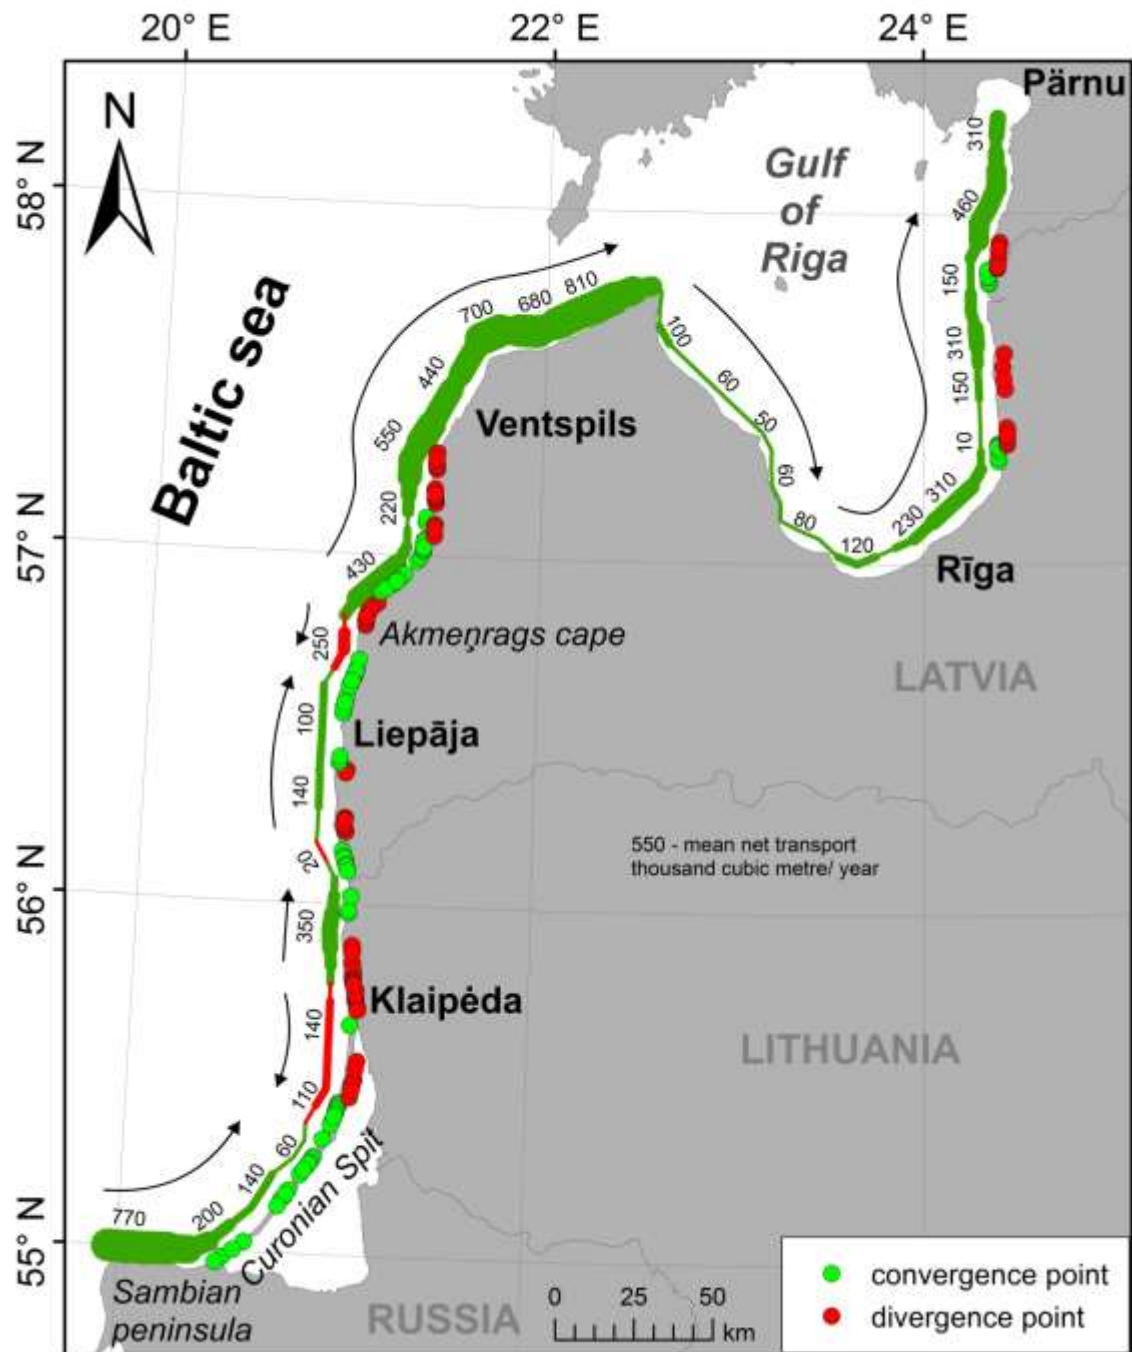 20° E 22° E 24° E
N
58° N
57° N
56° N
55° N
Pärnu
Gulf
of
Riga
Baltic sea
310
460
150
310
150
10
310
230
120
80
60
50
60
100
810
680
700
440
550
220
430
250
100
140
20
350
140
110
60
140
200
770
Ventspils
Rīga
Akmeņrags cape
LATVIA
Liepāja
550 - mean net transport
thousand cubic metre/ year
Klaipėda
LITHUANIA
Curonian Spit
Sambian
peninsula
RUSSIA
0 25 50
km
convergence point
divergence point